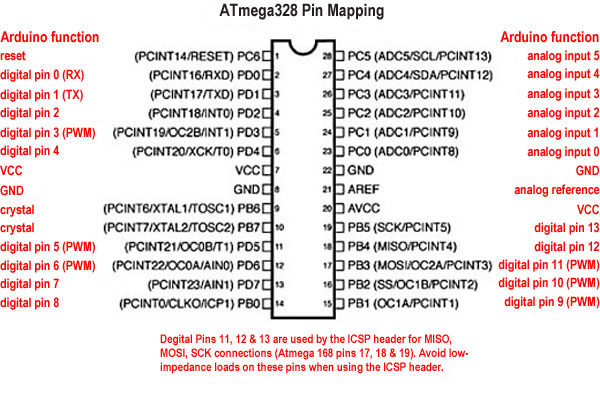 ATmega328 Pin Mapping
Arduino function Arduino function
reset (PCINT14/RESET) PC6 1 28 PC5 (ADC5/SCL/PCINT13) analog input 5
digital pin 0 (RX) (PCINT16/RXD) PD0 2 27 PC4 (ADC4/SDA/PCINT12) analog input 4
digital pin 1 (TX) (PCINT17/TXD) PD1 3 26 PC3 (ADC3/PCINT11) analog input 3
digital pin 2 (PCINT18/INT0) PD2 4 25 PC2 (ADC2/PCINT10) analog input 2
digital pin 3 (PWM) (PCINT19/OC2B/INT1) PD3 5 24 PC1 (ADC1/PCINT9) analog input 1
digital pin 4 (PCINT20/XCK/T0) PD4 6 23 PC0 (ADC0/PCINT8) analog input 0
VCC VCC 7 22 GND GND
GND GND 8 21 AREF analog reference
crystal (PCINT6/XTAL1/TOSC1) PB6 9 20 AVCC VCC
crystal (PCINT7/XTAL2/TOSC2) PB7 10 19 PB5 (SCK/PCINT5) digital pin 13
digital pin 5 (PWM) (PCINT21/OC0B/T1) PD5 11 18 PB4 (MISO/PCINT4) digital pin 12
digital pin 6 (PWM) (PCINT22/OC0A/AIN0) PD6 12 17 PB3 (MOSI/OC2A/PCINT3) digital pin 11 (PWM)
digital pin 7 (PCINT23/AIN1) PD7 13 16 PB2 (SS/OC1B/PCINT2) digital pin 10 (PWM)
digital pin 8 (PCINT0/CLKO/ICP1) PB0 14 15 PB1 (OC1A/PCINT1) digital pin 9 (PWM)
Degital Pins 11, 12 & 13 are used by the ICSP header for MISO,
MOSI, SCK connections (Atmega 168 pins 17, 18 & 19). Avoid low-
impedance loads on these pins when using the ICSP header.